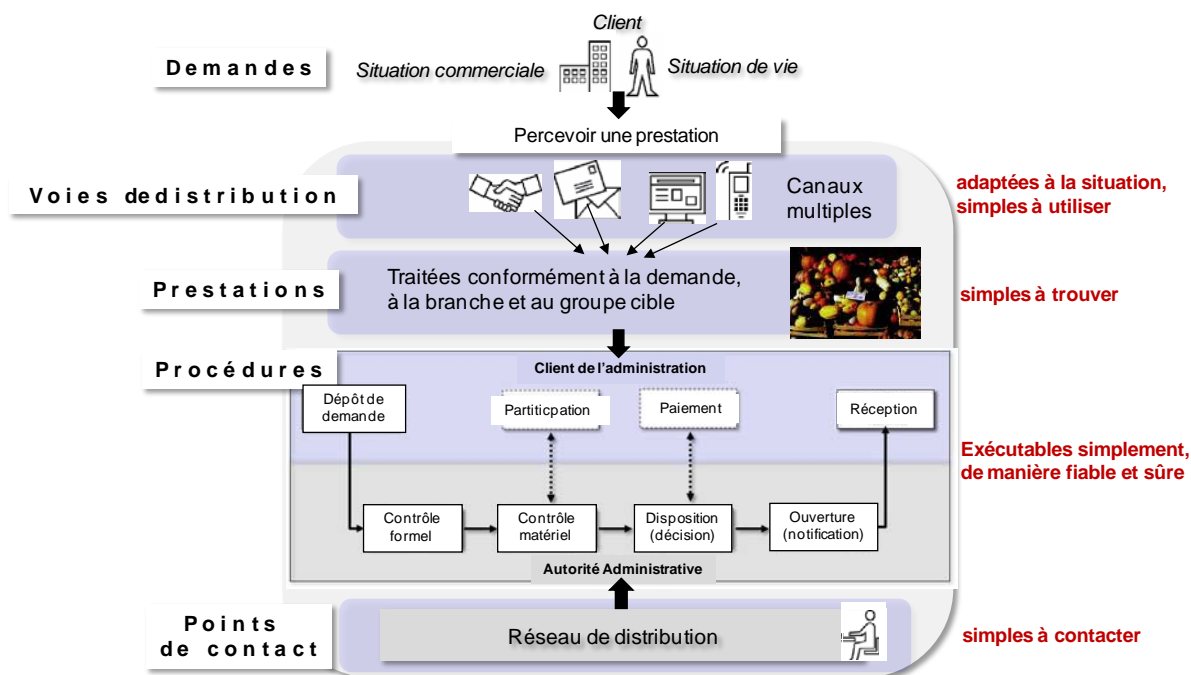 Client
Demandes
Situation commerciale
Situation de vie
Percevoir une prestation
Voies dedistribution
Canaux
multiples
adaptées à la situation,
simples à utiliser
Prestations
Traitées conformément à la demande,
à la branche et au groupe cible
simples à trouver
Procédures
Client de l'administration
Dépôt de
demande
Partiticpation
Paiement
Réception
Exécutables simplement,
de manière fiable et sûre
Contrôle
formel
Contrôle
matériel
Disposition
(décision)
Ouverture
(notification)
Autorité Administrative
Points
de contact
Réseau de distribution
simples à contacter